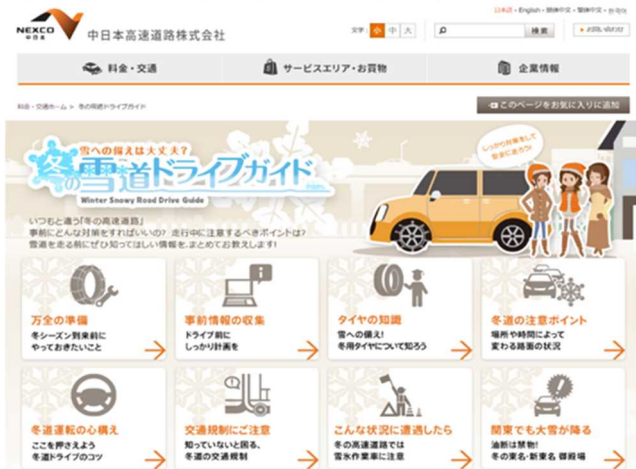 日本語・English・簡体中文・繁体中文・한국어
NEXCO
中日本
中日本高速道路株式会社
文字: 小 中 大
検索
お問い合わせ
料金・交通
サービスエリア・お買物
企業情報
料金・交通ホーム > 冬の雪道ドライブガイド
このページをお気に入りに追加
雪への備えは大丈夫?
冬の雪道ドライブガイド
Winter Snowy Road Drive Guide
しっかり対策をして
安全に走ろう!
いつもと違う「冬の高速道路」
事前にどんな対策をすればいいの? 走行中に注意するべきポイントは?
雪道を走る前にぜひ知ってほしい情報を、まとめてお教えします!
万全の準備
冬シーズン到来前に
やっておきたいこと
事前情報の収集
ドライブ前に
しっかり計画を
タイヤの知識
雪への備え!
冬用タイヤについて知ろう
冬道の注意ポイント
場所や時間によって
変わる路面の状況
冬道運転の心構え
ここを押さえよう
冬道ドライブのコツ
交通規制にご注意
知っていないと困る、
冬道の交通規制
こんな状況に遭遇したら
冬の高速道路では
雪氷作業車に注意
関東でも大雪が降る
油断は禁物!
冬の東名・新東名 御殿場